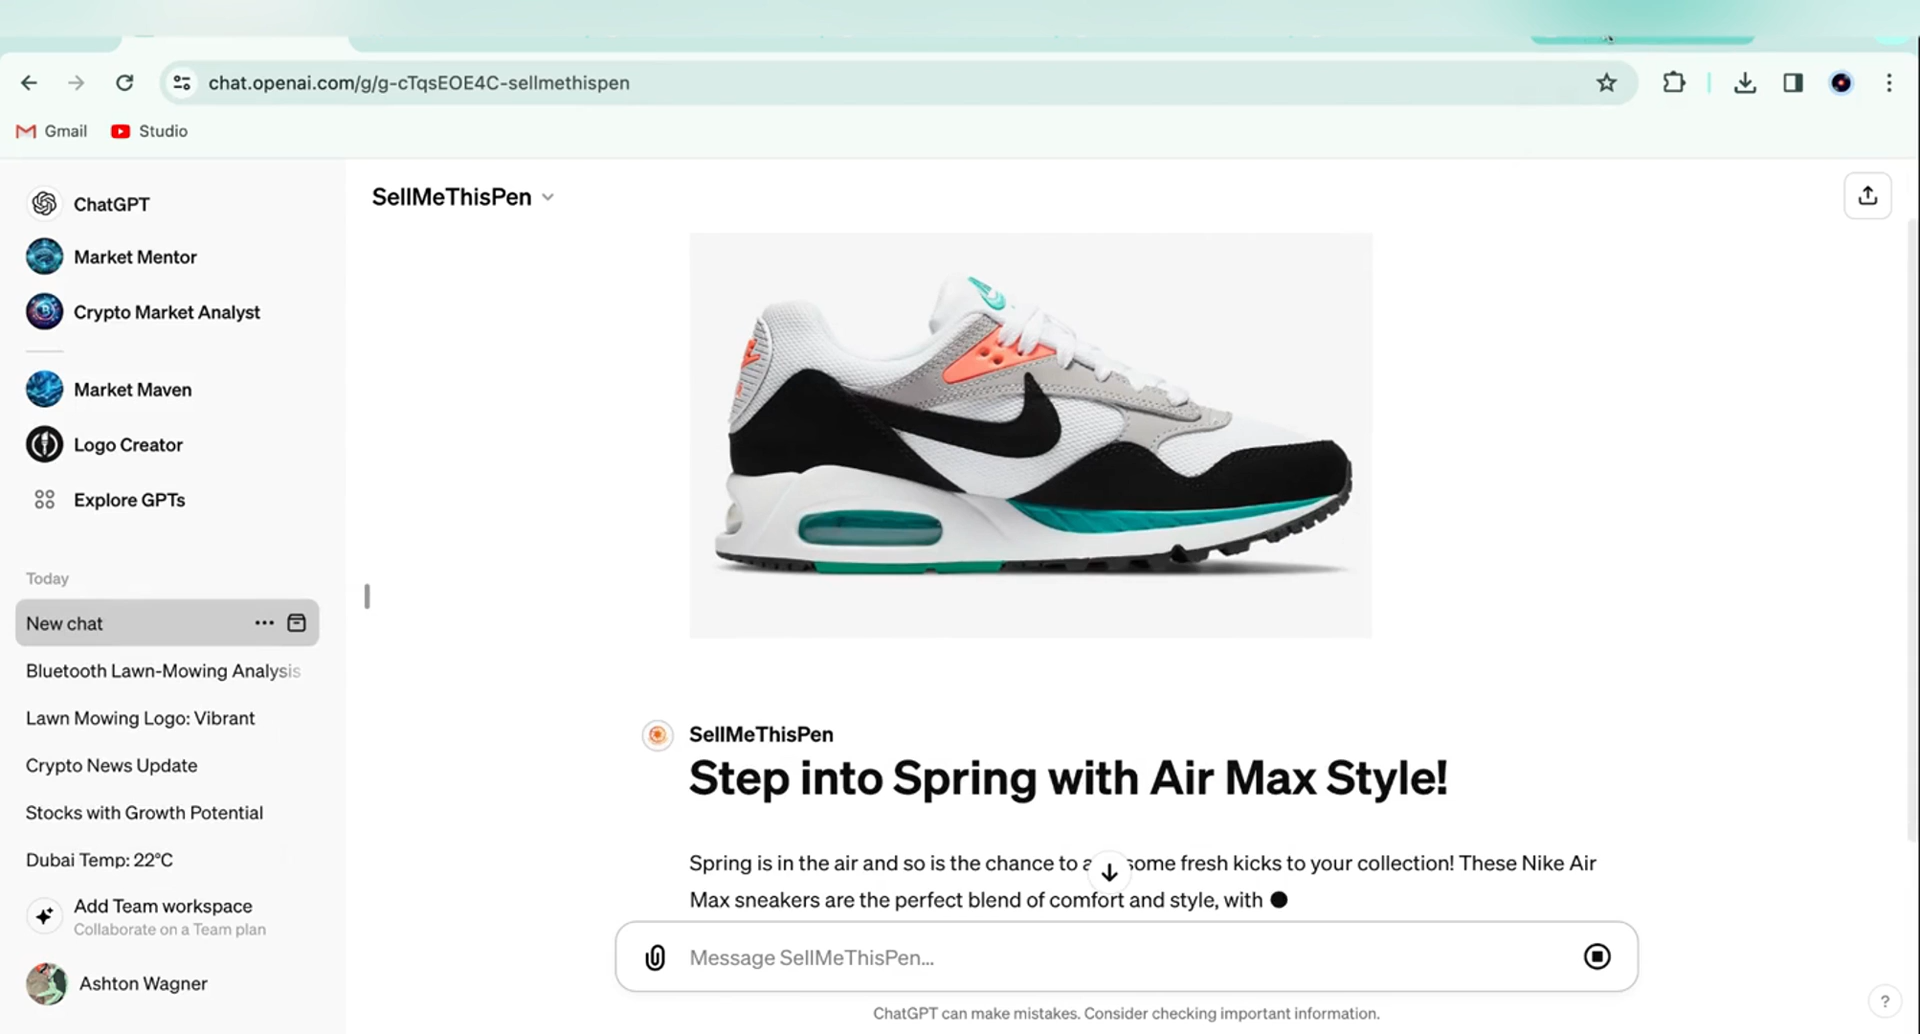 chat.openai.com/g/g-cTqsEOE4C-sellmethispen
Gmail
Studio
ChatGPT
Market Mentor
Crypto Market Analyst
Market Maven
Logo Creator
Explore GPTs
Today
New chat
Bluetooth Lawn-Mowing Analysis
Lawn Mowing Logo: Vibrant
Crypto News Update
Stocks with Growth Potential
Dubai Temp: 22°C
Add Team workspace
Collaborate on a Team plan
Ashton Wagner
SellMeThisPen
SellMeThisPen
Step into Spring with Air Max Style!
Spring is in the air and so is the chance to a some fresh kicks to your collection! These Nike Air
Max sneakers are the perfect blend of comfort and style, with
Message SellMeThisPen...
ChatGPT can make mistakes. Consider checking important information.
?